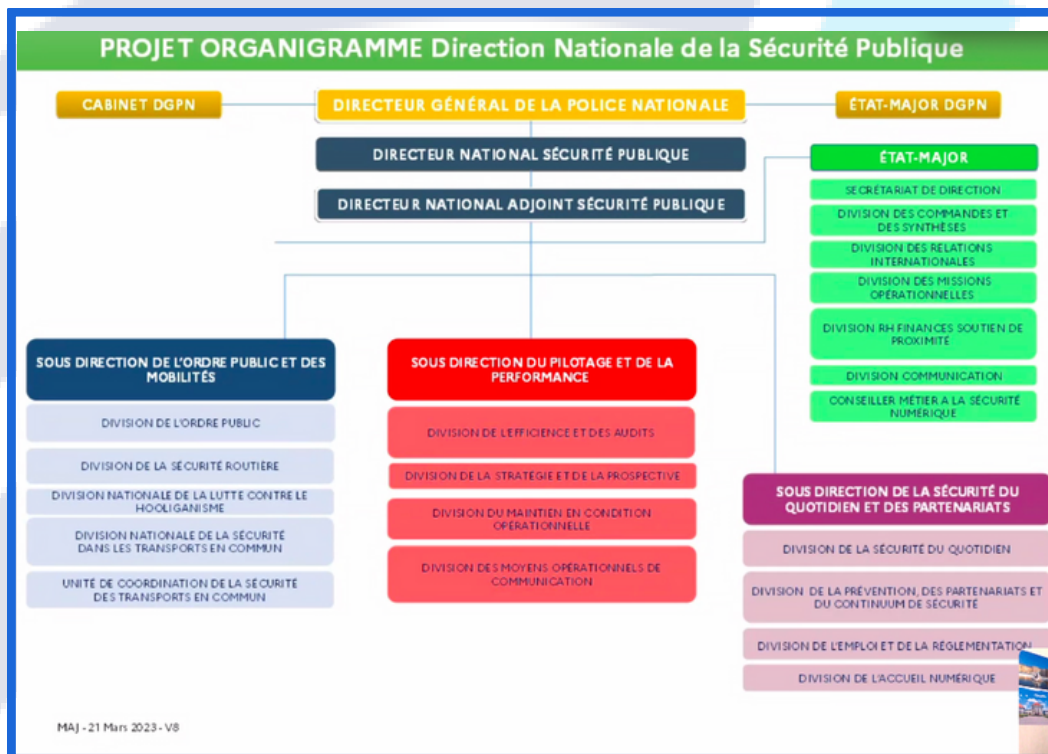 PROJET ORGANIGRAMME Direction Nationale de la Sécurité Publique
CABINET DGPN
DIRECTEUR GÉNÉRAL DE LA POLICE NATIONALE
ÉTAT-MAJOR DGPN
DIRECTEUR NATIONAL SÉCURITÉ PUBLIQUE
DIRECTEUR NATIONAL ADJOINT SÉCURITÉ PUBLIQUE
ÉTAT-MAJOR
SECRÉTARIAT DE DIRECTION
DIVISION DES COMMANDES ET
DES SYNTHÈSES
DIVISION DES RELATIONS
INTERNATIONALES
DIVISION DES MISSIONS
OPÉRATIONNELLES
DIVISION RH FINANCES SOUTIEN DE
PROXIMITÉ
DIVISION COMMUNICATION
CONSEILLER MÉTIER A LA SÉCURITÉ
NUMÉRIQUE
SOUS DIRECTION DE L'ORDRE PUBLIC ET DES
MOBILITÉS
DIVISION DE L'ORDRE PUBLIC
DIVISION DE LA SÉCURITÉ ROUTIÈRE
DIVISION NATIONALE DE LA LUTTE CONTRE LE
HOOLIGANISME
DIVISION NATIONALE DE LA SÉCURITÉ
DANS LES TRANSPORTS EN COMMUN
UNITÉ DE COORDINATION DE LA SÉCURITÉ
DES TRANSPORTS EN COMMUN
SOUS DIRECTION DU PILOTAGE ET DE LA
PERFORMANCE
DIVISION DE L'EFFICIENCE ET DES AUDITS
DIVISION DE LA STRATÉGIE ET DE LA PROSPECTIVE
DIVISION DU MAINTIEN EN CONDITION
OPÉRATIONNELLE
DIVISION DES MOYENS OPÉRATIONNELS DE
COMMUNICATION
SOUS DIRECTION DE LA SÉCURITÉ DU
QUOTIDIEN ET DES PARTENARIATS
DIVISION DE LA SÉCURITÉ DU QUOTIDIEN
DIVISION DE LA PRÉVENTION, DES PARTENARIATS ET
DU CONTINUUM DE SÉCURITÉ
DIVISION DE L'EMPLOI ET DE LA RÉGLEMENTATION
DIVISION DE L'ACCUEIL NUMÉRIQUE
MAJ - 21 Mars 2023 - V8